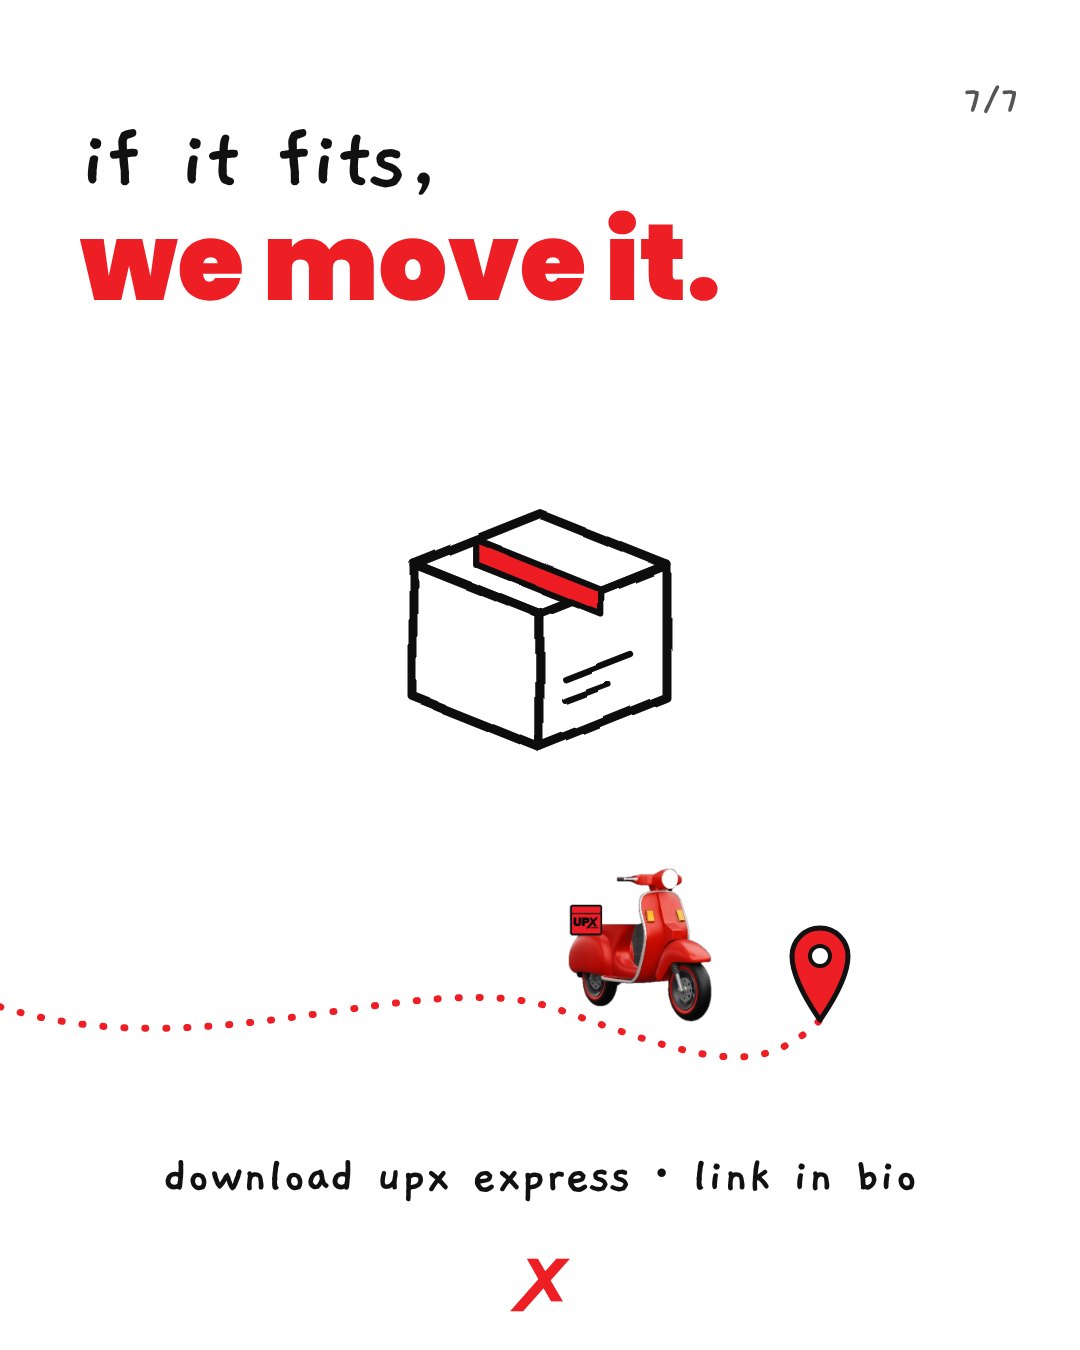 7/7
if it fits,
we move it.
UPX
download upx express • link in bio
X